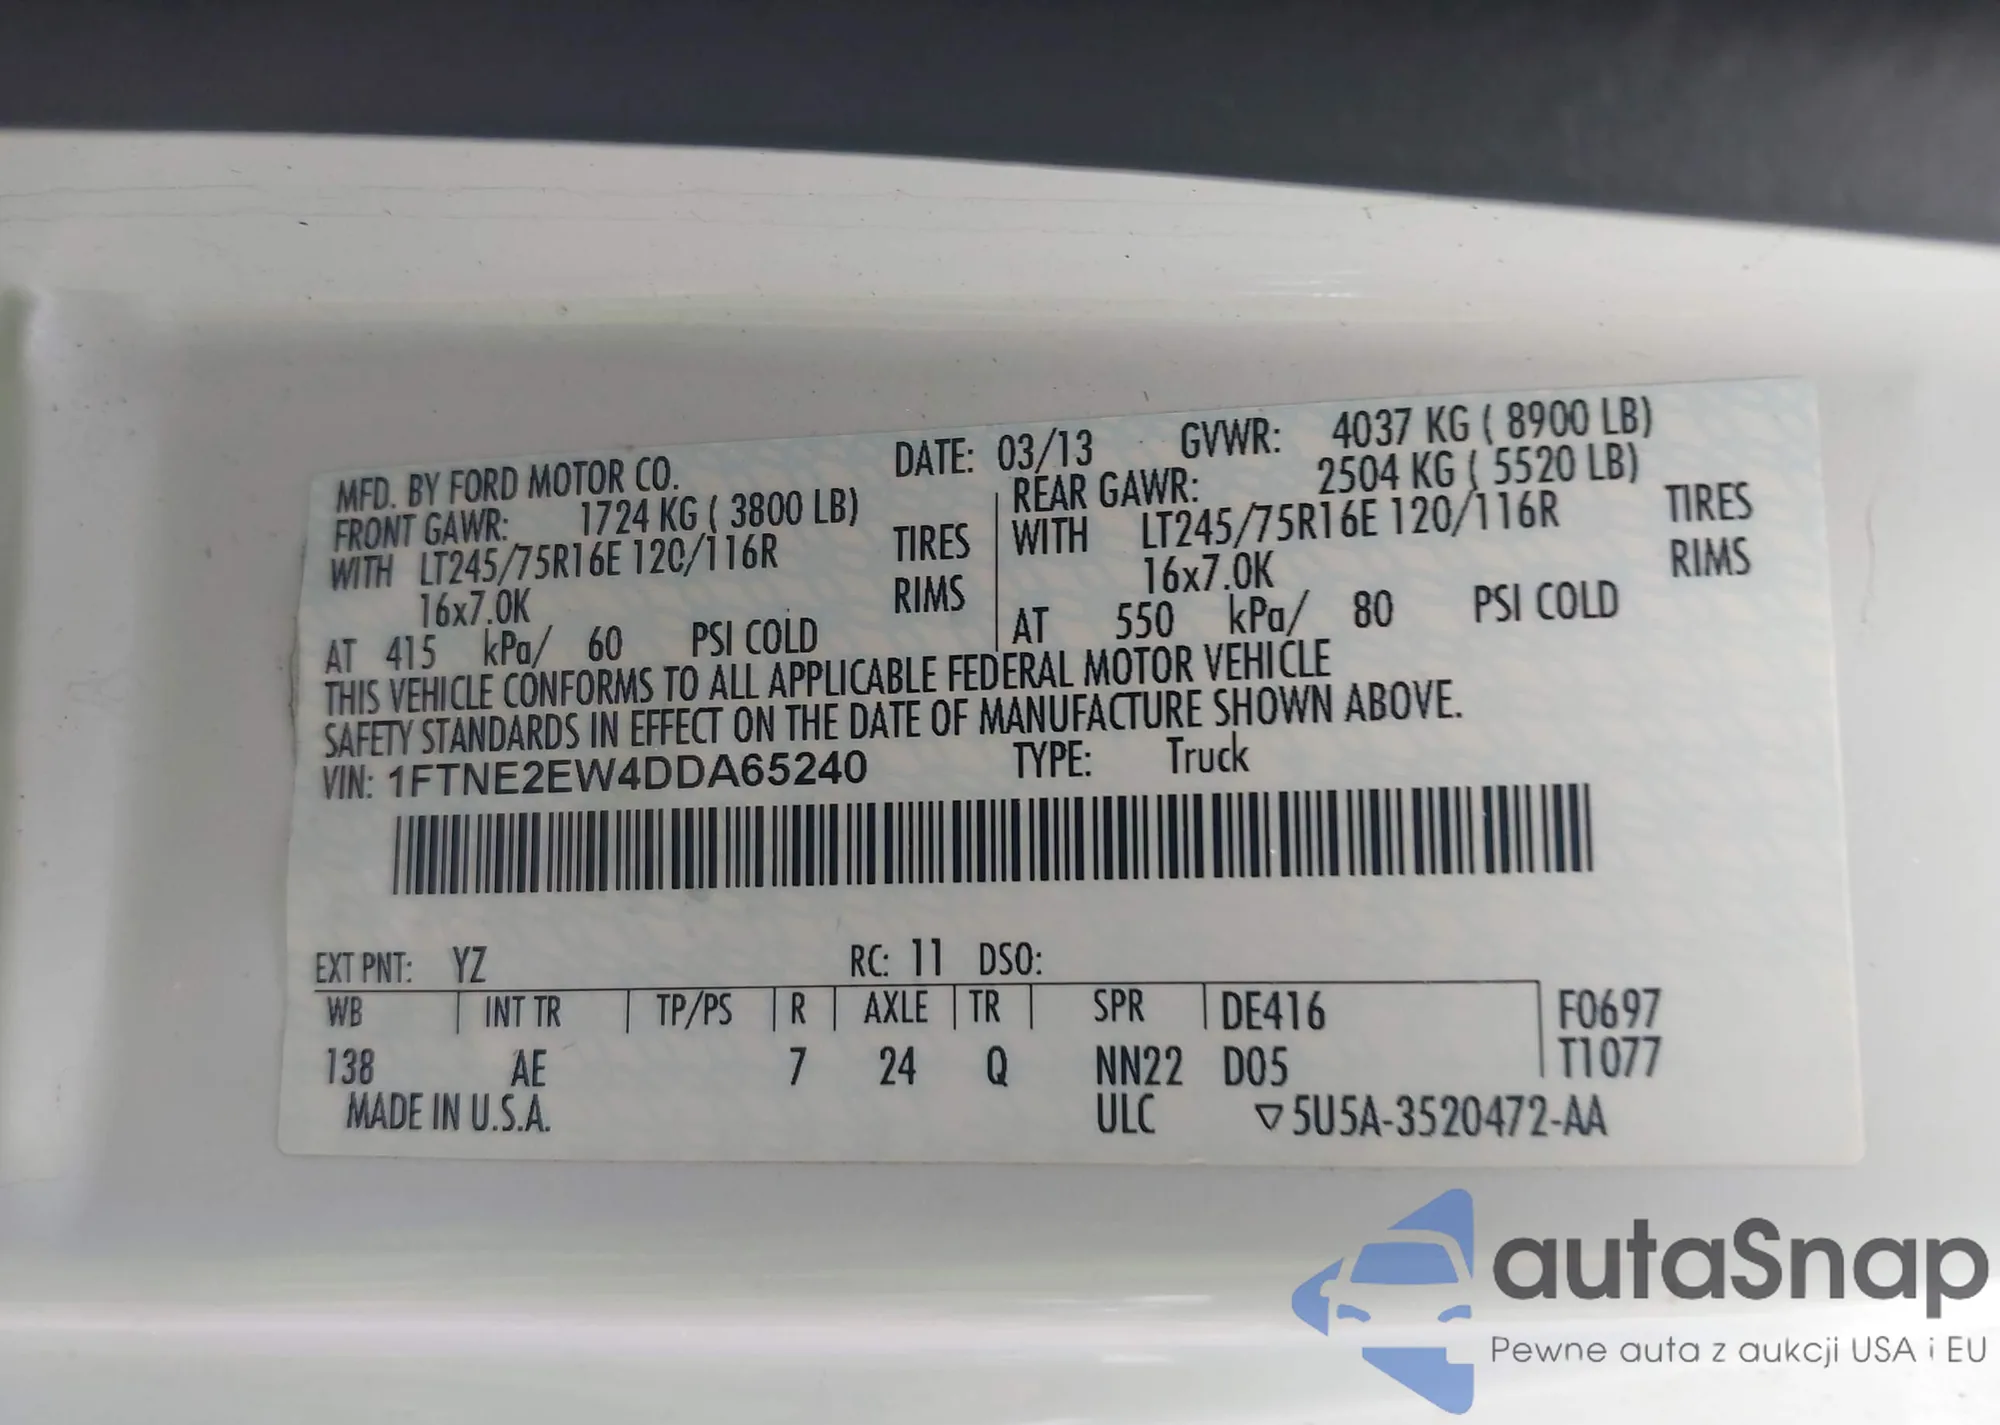 MFD. BY FORD MOTOR CO. DATE: 03/13 GVWR: 4037 KG ( 8900 LB)
FRONT GAWR: 1724 KG ( 3800 LB) REAR GAWR: 2504 KG ( 5520 LB)
WITH LT245/75R16E 120/116R TIRES WITH LT245/75R16E 120/116R TIRES
16x7.0K RIMS 16x7.0K RIMS
AT 415 kPa/ 60 PSI COLD AT 550 kPa/ 80 PSI COLD
THIS VEHICLE CONFORMS TO ALL APPLICABLE FEDERAL MOTOR VEHICLE
SAFETY STANDARDS IN EFFECT ON THE DATE OF MANUFACTURE SHOWN ABOVE.
VIN: 1FTNE2EW4DDA65240 TYPE: Truck
EXT PNT: YZ RC: 11 DSO:
WB INT TR TP/PS R AXLE TR SPR DE416 F0697
138 AE 7 24 Q NN22 D05 T1077
MADE IN U.S.A. ULC ▽5U5A-3520472-AA
autaSnap
Pewne auta z aukcji USA i EU